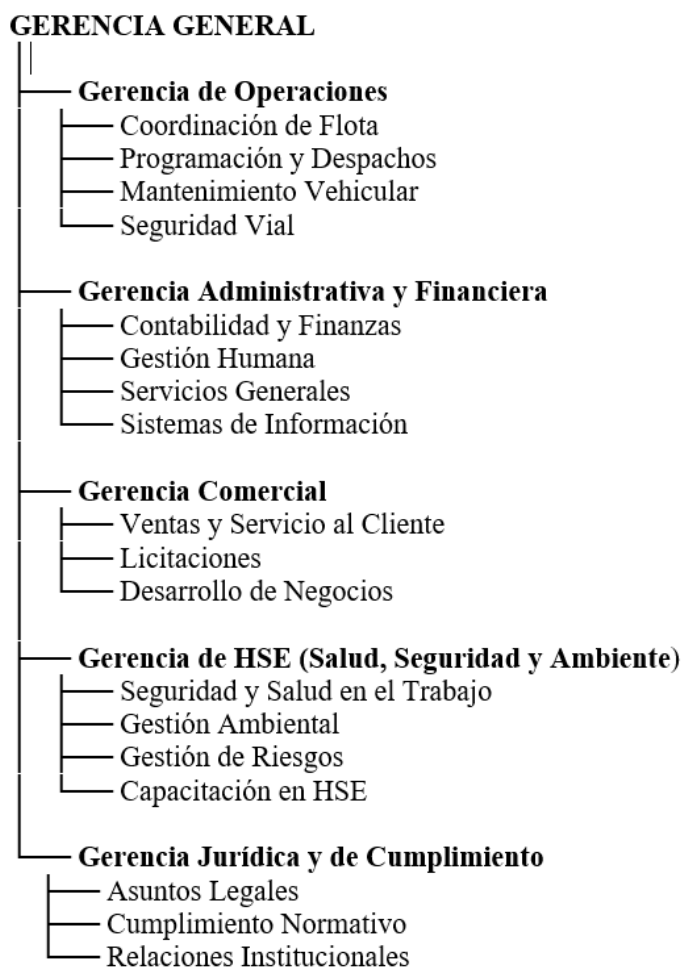 GERENCIA GENERAL
Gerencia de Operaciones
Coordinación de Flota
Programación y Despachos
Mantenimiento Vehicular
Seguridad Vial
Gerencia Administrativa y Financiera
Contabilidad y Finanzas
Gestión Humana
Servicios Generales
Sistemas de Información
Gerencia Comercial
Ventas y Servicio al Cliente
Licitaciones
Desarrollo de Negocios
Gerencia de HSE (Salud, Seguridad y Ambiente)
Seguridad y Salud en el Trabajo
Gestión Ambiental
Gestión de Riesgos
Capacitación en HSE
Gerencia Jurídica y de Cumplimiento
Asuntos Legales
Cumplimiento Normativo
Relaciones Institucionales